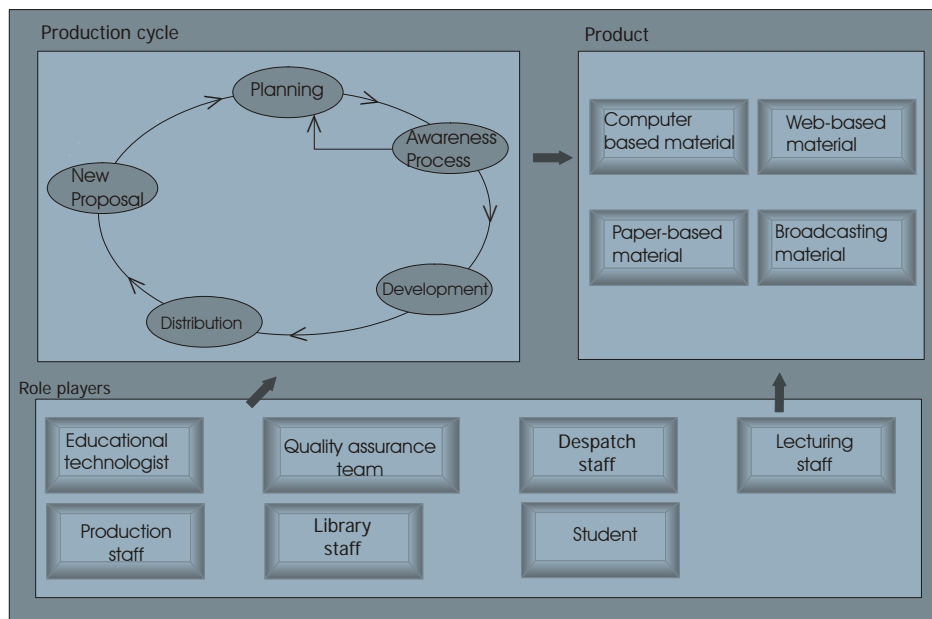 Production cycle
Planning
Awareness
Process
New
Proposal
Development
Distribution
Product
Computer
based material
Web-based
material
Paper-based
material
Broadcasting
material
Role players
Educational
technologist
Quality assurance
team
Despatch
staff
Lecturing
staff
Production
staff
Library
staff
Student